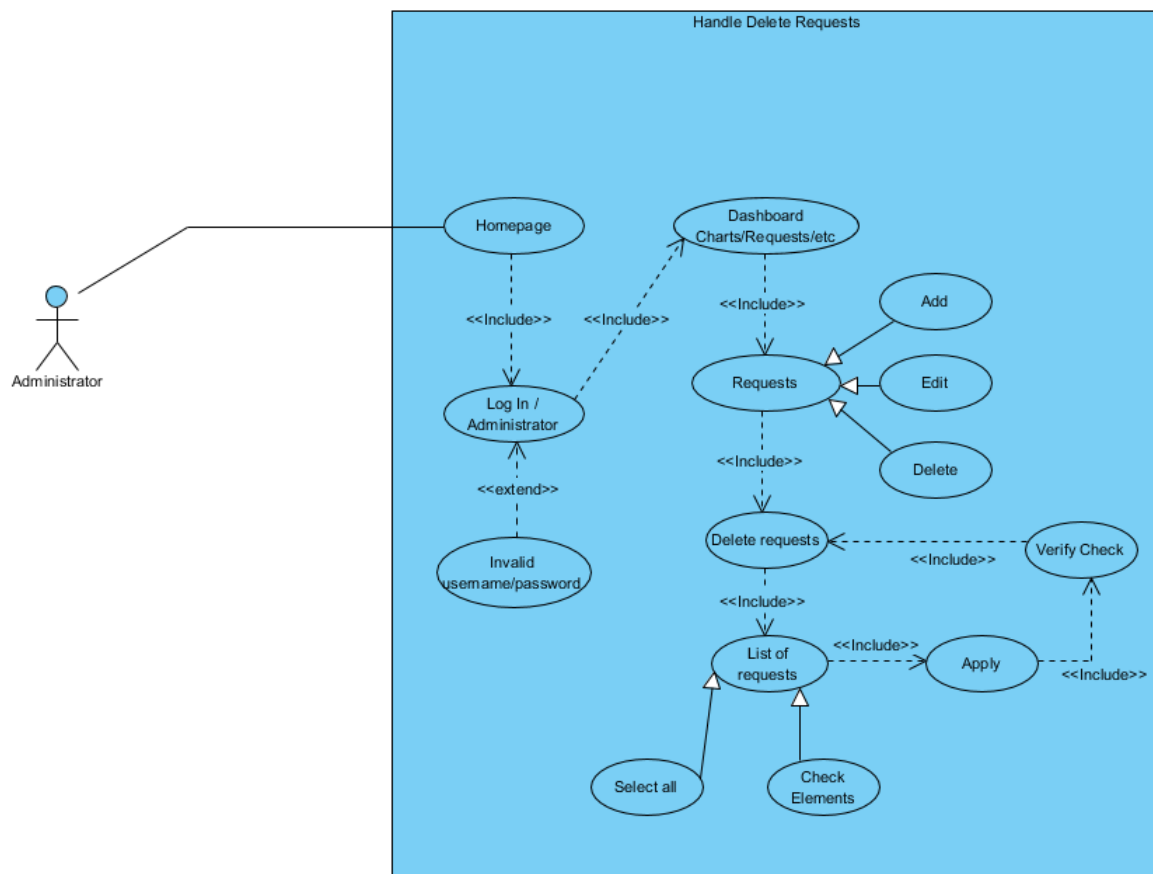 Handle Delete Requests
Homepage
Dashboard
Charts/Requests/etc
<<Include>>
<<Include>>
<<Include>>
Add
Administrator
Requests
Edit
Log In /
Administrator
<<Include>>
Delete
<<extend>>
Invalid
username/password
Delete requests
<<Include>>
Verify Check
<<Include>>
List of
requests
<<Include>>
Apply
<<Include>>
Select all
Check
Elements